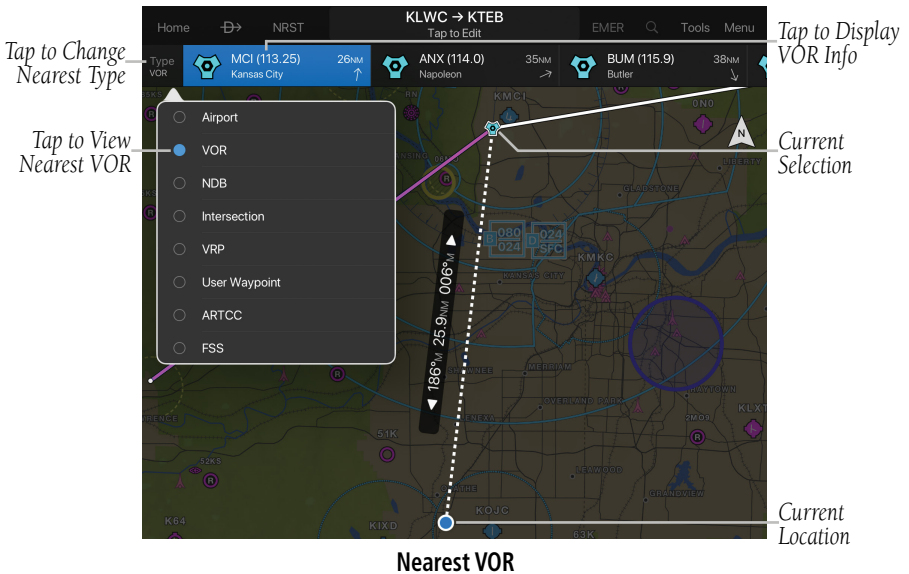 Home
NRST
KLWC → KTEB
Tap to Edit
EMER
Tools
Menu
Tap to Change
Nearest Type
Type
VOR
MCI (113.25)
Kansas City
26NM
ANX (114.0)
Napoleon
35NM
BUM (115.9)
Butler
38NM
Tap to Display
VOR Info
Tap to View
Nearest VOR
Airport
VOR
NDB
Intersection
VRP
User Waypoint
ARTCC
FSS
KMCI
0N0
N
Current
Selection
LIBERTY
GLADSTONE
B
080
024
D
024
SFC
KMKC
KANSAS CITY
186°M 25.9NM 006°M
SHAWNEE
MERRIAM
RAYTOWN
OVERLAND PARK
LENEXA
KLXT
2M09
R
51K
52KS
R
LEAWOOD
GRANDVIEW
OLATHE
KOJC
K64
KIXD
63K
Current
Location
Nearest VOR